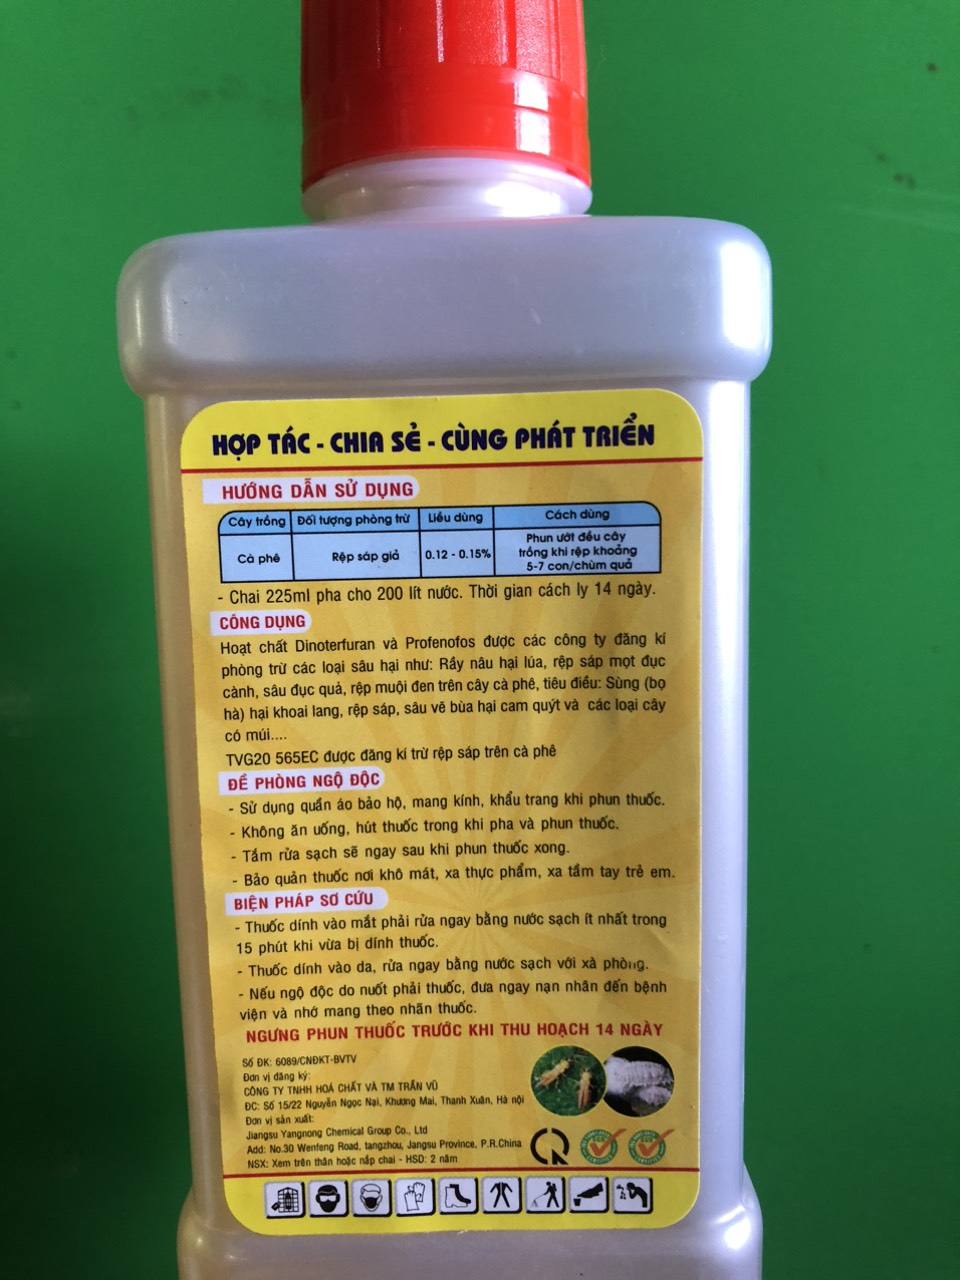 HỢP TÁC - CHIA SẺ - CÙNG PHÁT TRIỂN
HƯỚNG DẪN SỬ DỤNG
Cây trồng Đối tượng phòng trừ Liều dùng Cách dùng
Cà phê Rệp sáp giả 0.12 - 0.15% Phun ướt đều cây
trồng khi rệp khoảng
5-7 con/chùm quả
- Chai 225ml pha cho 200 lít nước. Thời gian cách ly 14 ngày.
CÔNG DỤNG
Hoạt chất Dinoterfuran và Profenofos được các công ty đăng kí
phòng trừ các loại sâu hại như: Rầy nâu hại lúa, rệp sáp mọt đục
cành, sâu đục quả, rệp muội đen trên cây cà phê, tiêu điều: Sùng (bọ
hà) hại khoai lang, rệp sáp, sâu vẽ bùa hại cam quýt và các loại cây
có múi....
TVG20 565EC được đăng kí trừ rệp sáp trên cà phê
ĐỀ PHÒNG NGỘ ĐỘC
- Sử dụng quần áo bảo hộ, mang kính, khẩu trang khi phun thuốc.
- Không ăn uống, hút thuốc trong khi pha và phun thuốc.
- Tắm rửa sạch sẽ ngay sau khi phun thuốc xong.
- Bảo quản thuốc nơi khô mát, xa thực phẩm, xa tầm tay trẻ em.
BIỆN PHÁP SƠ CỨU
- Thuốc dính vào mắt phải rửa ngay bằng nước sạch ít nhất trong
15 phút khi vừa bị dính thuốc.
- Thuốc dính vào da, rửa ngay bằng nước sạch với xà phòng.
- Nếu ngộ độc do nuốt phải thuốc, đưa ngay nạn nhân đến bệnh
viện và nhớ mang theo nhãn thuốc.
NGƯNG PHUN THUỐC TRƯỚC KHI THU HOẠCH 14 NGÀY
Số ĐK: 6089/CNĐKT-BVTV
Đơn vị đăng ký:
CÔNG TY TNHH HOÁ CHẤT VÀ TM TRẦN VŨ
ĐC: Số 15/22 Nguyễn Ngọc Nại, Khương Mai, Thanh Xuân, Hà nội
Đơn vị sản xuất:
Jiangsu Yangnong Chemical Group Co., Ltd
Add: No.30 Wenfeng Road, tangzhou, Jangsu Province, P.R.China
NSX: Xem trên thân hoặc nắp chai - HSD: 2 năm